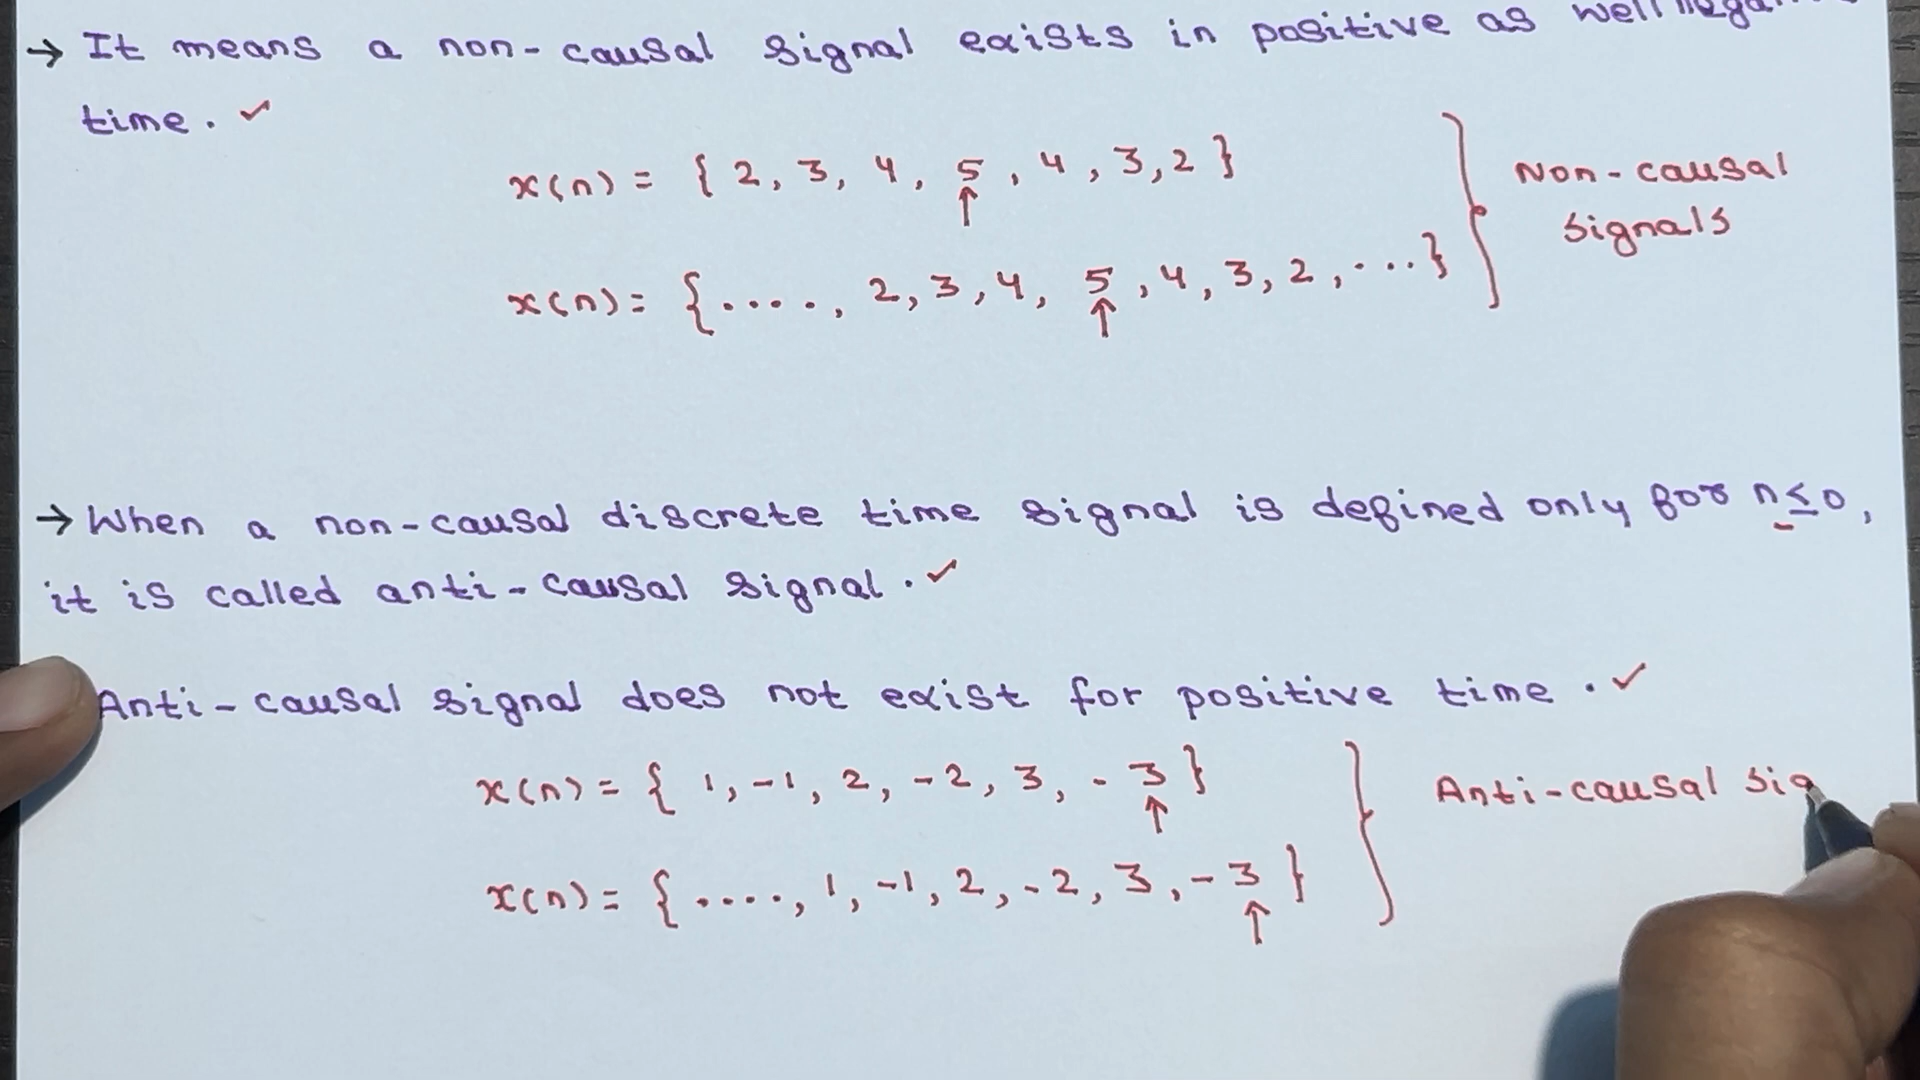 → It means a non-causal signal exists in positive as well
time. ✓
x(n) = { 2, 3, 4, 5, 4, 3, 2 }
↑
Non-causal
signals
x(n) = { ...., 2, 3, 4, 5, 4, 3, 2, ... }
↑
→ When a non-causal discrete time signal is defined only for n ≤ 0,
it is called anti-causal signal. ✓
Anti-causal signal does not exist for positive time. ✓
x(n) = { 1, -1, 2, -2, 3, -3 }
↑
Anti-causal sig
x(n) = { ...., 1, -1, 2, -2, 3, -3 }
↑